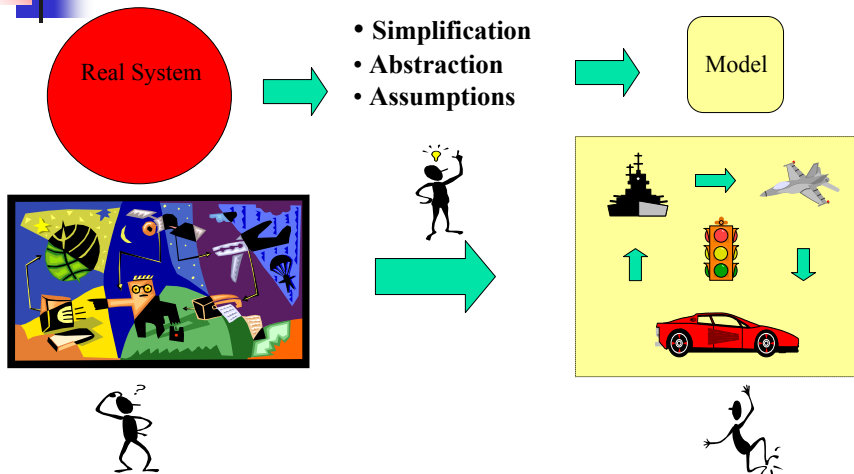 Real System
• Simplification
• Abstraction
• Assumptions
Model
?